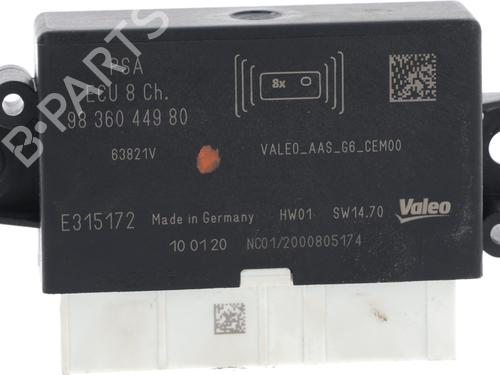 PSA
ECU 8 Ch.
98 360 449 80
8x
63821V
VALEO_AAS_G6_CEM00
E315172 Made in Germany HW01 SW14.70 Valeo
10 01 20 NC01/2000805174
B-PARTS